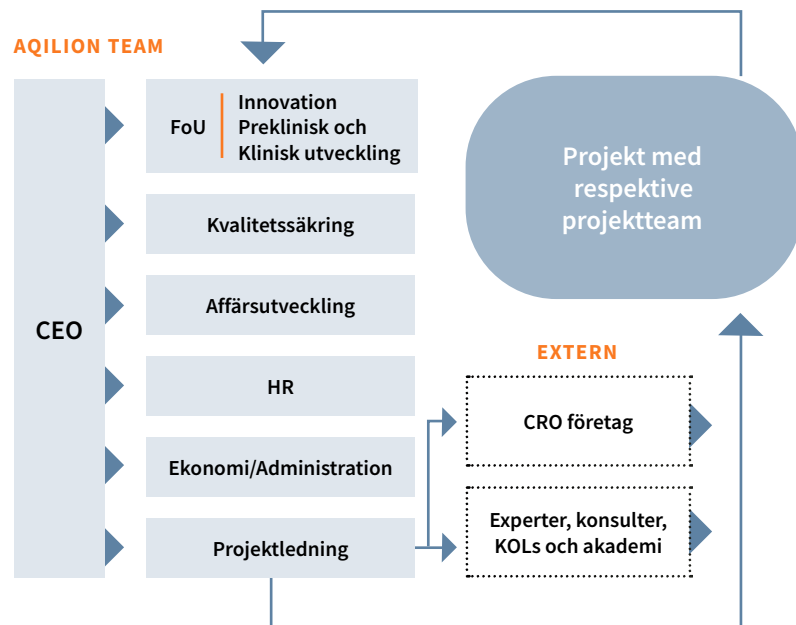 AQILION TEAM
CEO
FoU
Innovation
Preklinisk och
Klinisk utveckling
Kvalitetssäkring
Affärsutveckling
HR
Ekonomi/Administration
Projektledning
Projekt med
respektive
projektteam
EXTERN
CRO företag
Experter, konsulter,
KOLs och akademi